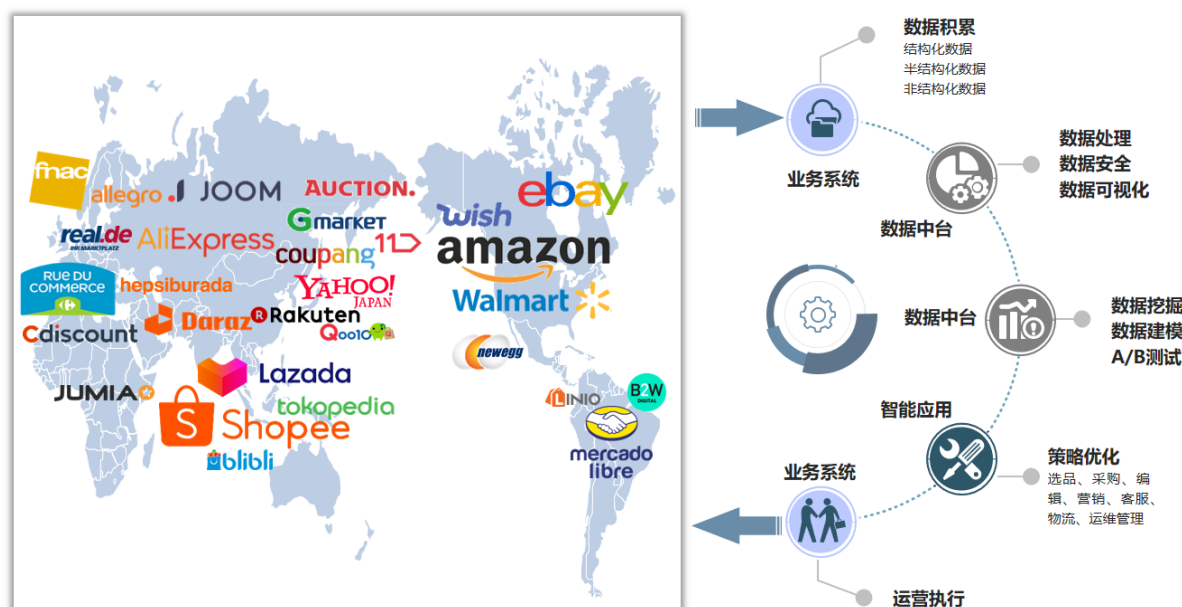 fnac
allegro
JOOM
AUCTION.
Gmarket
real.de
IHR MARKTPLATZ
AliExpress
coupang
11
RUE DU
COMMERCE
hepsiburada
YAHOO!
JAPAN
Daraz
R Rakuten
Qoo10
Cdiscount
JUMIA
Lazada
tokopedia
S Shopee
blibli
ebay
wish
amazon
Walmart
newegg
LINIO
B2W
DIGITAL
mercado
libre
数据积累
结构化数据
半结构化数据
非结构化数据
业务系统
数据处理
数据安全
数据可视化
数据中台
数据中台
数据挖掘
数据建模
A/B测试
智能应用
策略优化
选品、采购、编
辑、营销、客服、
物流、运维管理
业务系统
运营执行